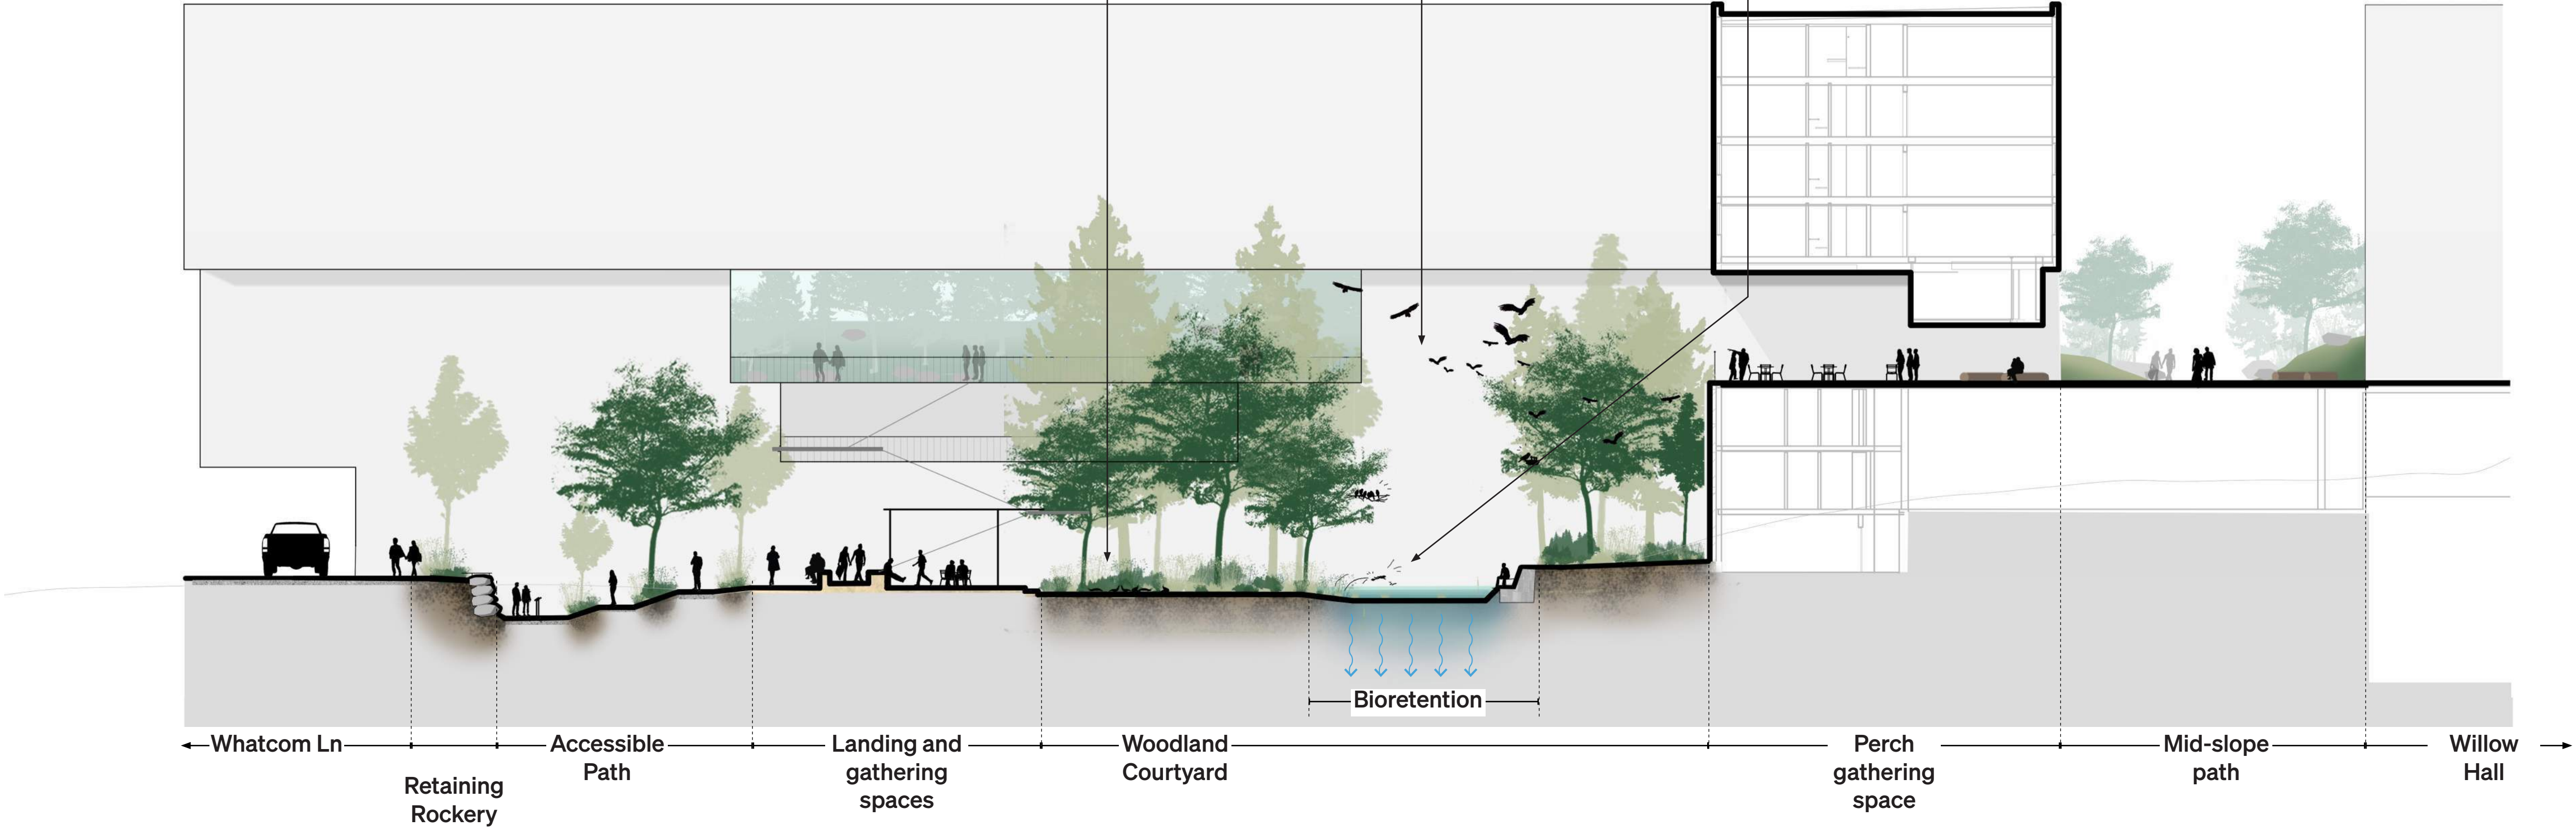 Bioretention
Whatcom Ln
Retaining
Rockery
Accessible
Path
Landing and
gathering
spaces
Woodland
Courtyard
Perch
gathering
space
Mid-slope
path
Willow
Hall